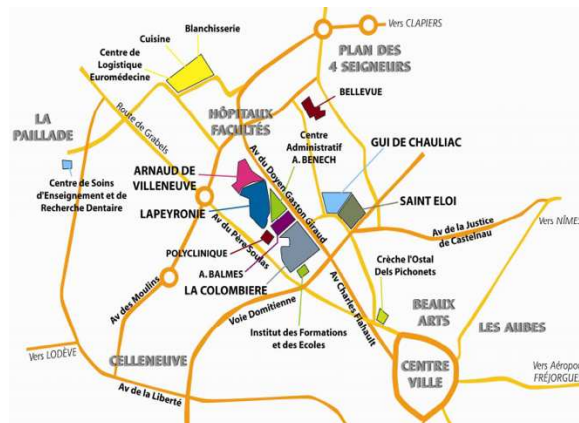 Vers CLAPIERS
Blanchisserie
Cuisine
Centre de
Logistique
Euromédecine
PLAN DES
4 SEIGNEURS
BELLEVUE
HÔPITAUX
FACULTÉS
LA
PAILLADE
Route de Grabels
Centre
Administratif
A. BENECH
GUI DE CHAULIAC
ARNAUD DE
VILLENEUVE
Av du Doyen Gaston Giraud
Centre de Soins
d'Enseignement et de
Recherche Dentaire
LAPEYRONIE
SAINT ELOI
Vers NÎMES
Av du Père Soulas
Av de la Justice
de Castelnau
POLYCLINIQUE
A. BALMES
LA COLOMBIERE
Crèche l'Ostal
Dels Pichonets
Av des Moulins
Voie Domitienne
Av Charles Flahault
BEAUX
ARTS
LES AUBES
Institut des Formations
et des Ecoles
Vers LODÈVE
CELLENEUVE
CENTRE
VILLE
Vers Aéroport
FRÉJORGUES
Av de la Liberté